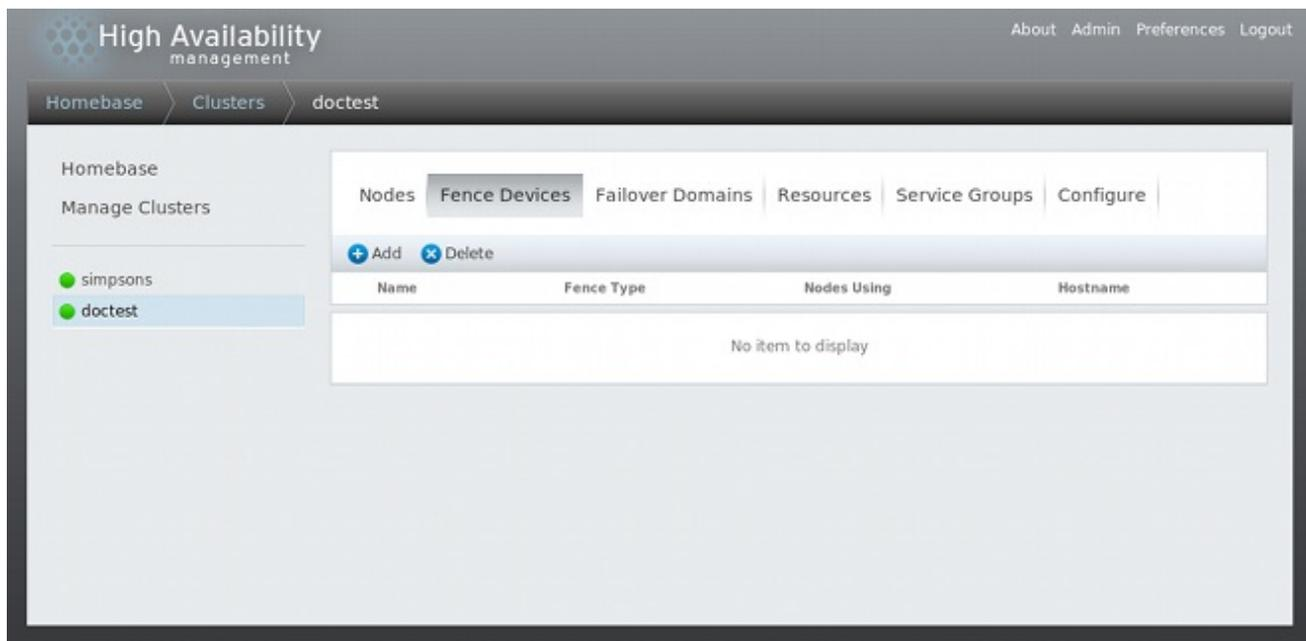 High Availability
management
About Admin Preferences Logout
Homebase Clusters doctest
Homebase
Manage Clusters
simpsons
doctest
Nodes Fence Devices Failover Domains Resources Service Groups Configure
Add Delete
Name Fence Type Nodes Using Hostname
No item to display